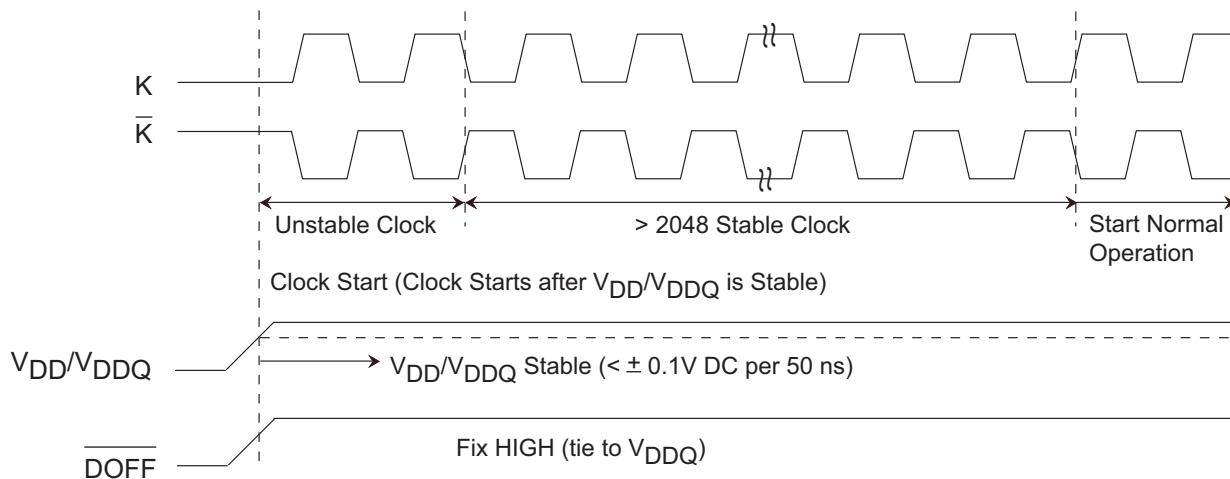 K
K̅
Unstable Clock
> 2048 Stable Clock
Start Normal
Operation
Clock Start (Clock Starts after VDD/VDDQ is Stable)
VDD/VDDQ
VDD/VDDQ Stable (< ± 0.1V DC per 50 ns)
Fix HIGH (tie to VDDQ)
D̅O̅F̅F̅